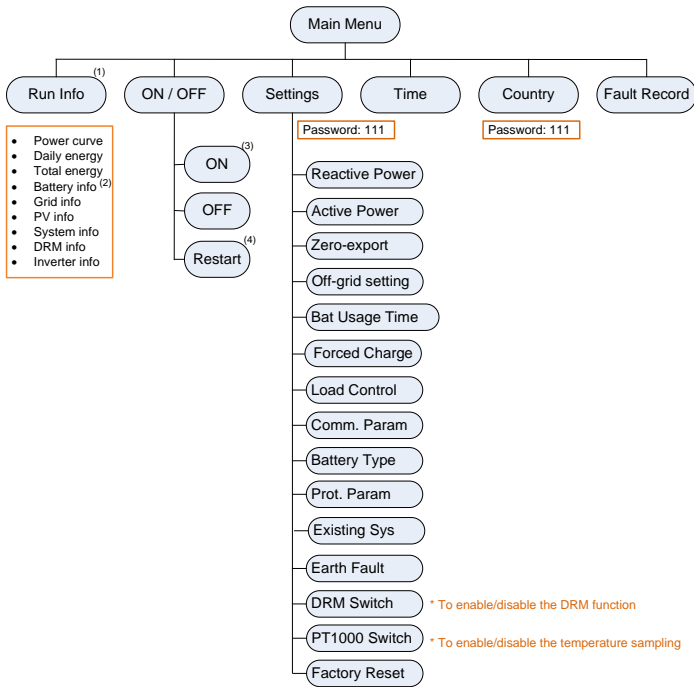 Main Menu
(1)
Run Info
ON / OFF
Settings
Time
Country
Fault Record
Password: 111
Password: 111
• Power curve
• Daily energy
• Total energy
• Battery info (2)
• Grid info
• PV info
• System info
• DRM info
• Inverter info
(3)
ON
OFF
(4)
Restart
Reactive Power
Active Power
Zero-export
Off-grid setting
Bat Usage Time
Forced Charge
Load Control
Comm. Param
Battery Type
Prot. Param
Existing Sys
Earth Fault
DRM Switch * To enable/disable the DRM function
PT1000 Switch * To enable/disable the temperature sampling
Factory Reset